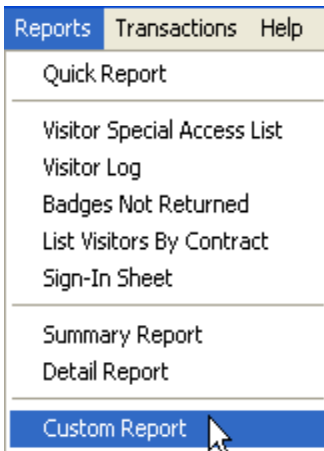 Reports Transactions Help
Quick Report
Visitor Special Access List
Visitor Log
Badges Not Returned
List Visitors By Contract
Sign-In Sheet
Summary Report
Detail Report
Custom Report